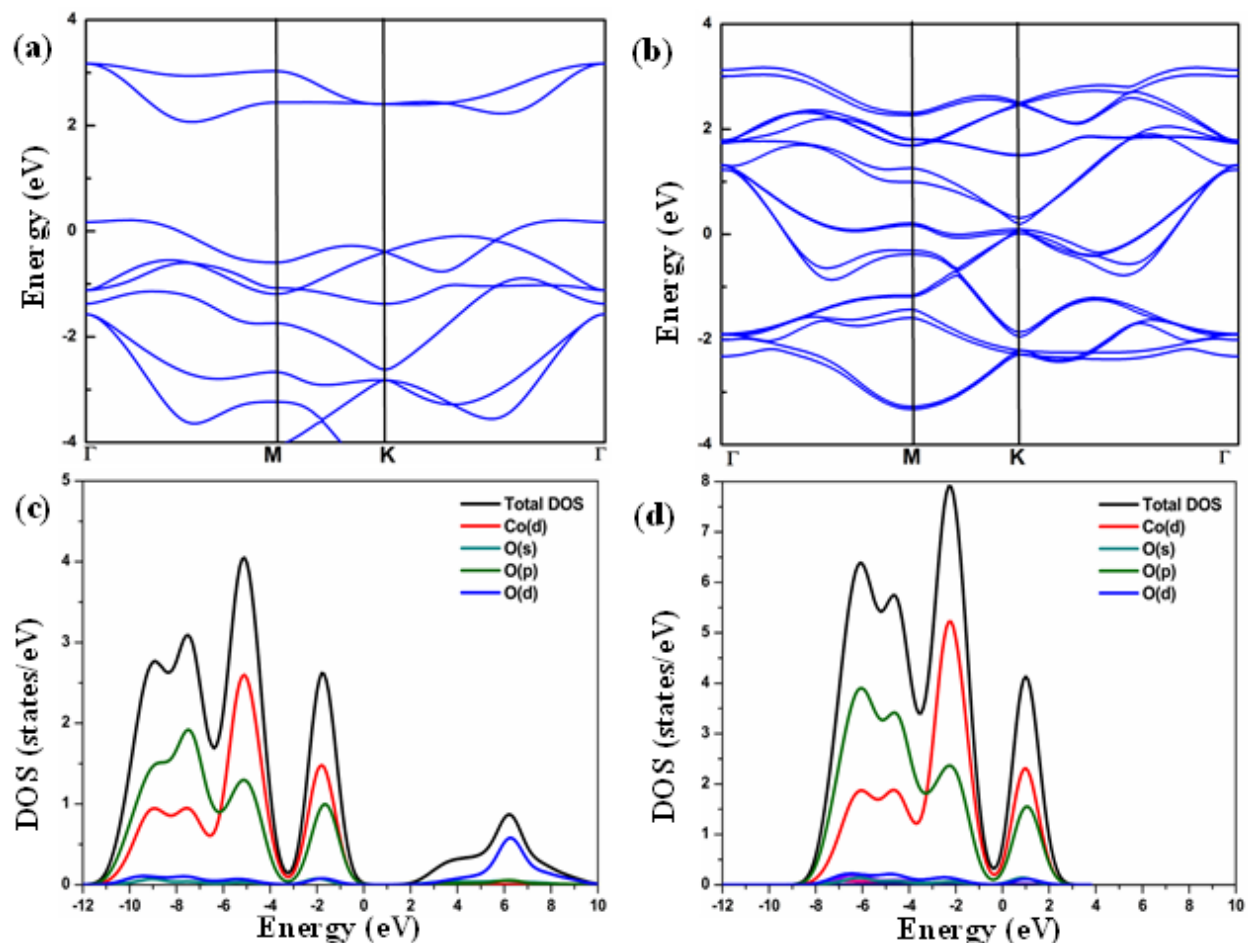 (a)
Energy (eV)
4
2
0
-2
-4
Γ
M
K
Γ
(b)
Energy (eV)
4
2
0
-2
-4
Γ
M
K
Γ
(c)
DOS (states/eV)
5
4
3
2
1
0
Total DOS
Co(d)
O(s)
O(p)
O(d)
-12 -10 -8 -6 -4 -2 0 2 4 6 8 10
Energy (eV)
(d)
DOS (states/eV)
8
7
6
5
4
3
2
1
0
Total DOS
Co(d)
O(s)
O(p)
O(d)
-12 -10 -8 -6 -4 -2 0 2 4 6 8 10
Energy (eV)